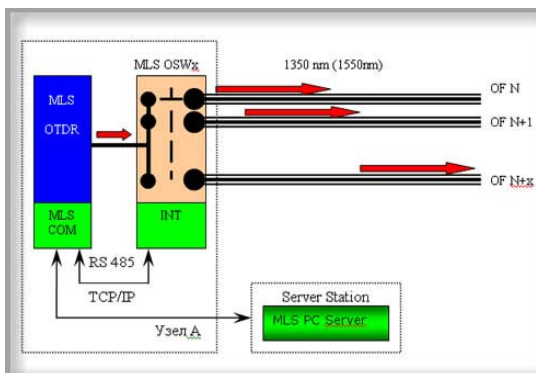 MLS OSWx
1350 nm (1550nm)
MLS
OTDR
OF N
OF N+1
OF N+x
MLS
COM
INT
RS 485
TCP/IP
Узел А
Server Station
MLS PC Server